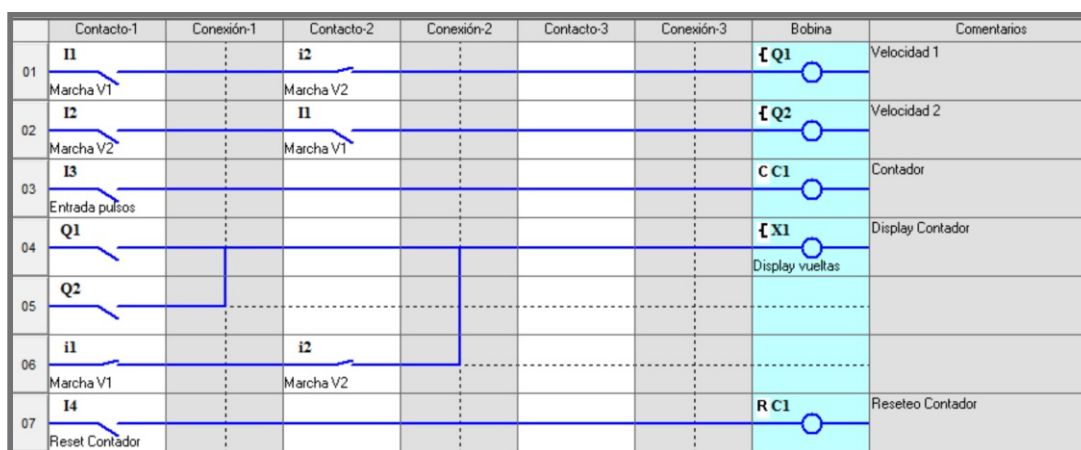 Contacto-1 Conexión-1 Contacto-2 Conexión-2 Contacto-3 Conexión-3 Bobina Comentarios
01 I1 i2 [Q1 Velocidad 1
Marcha V1 Marcha V2
02 I2 I1 [Q2 Velocidad 2
Marcha V2 Marcha V1
03 I3 C C1 Contador
Entrada pulsos
04 Q1 [X1 Display Contador
Display vueltas
05 Q2
06 i1 i2
Marcha V1 Marcha V2
07 I4 R C1 Reseteo Contador
Reset Contador